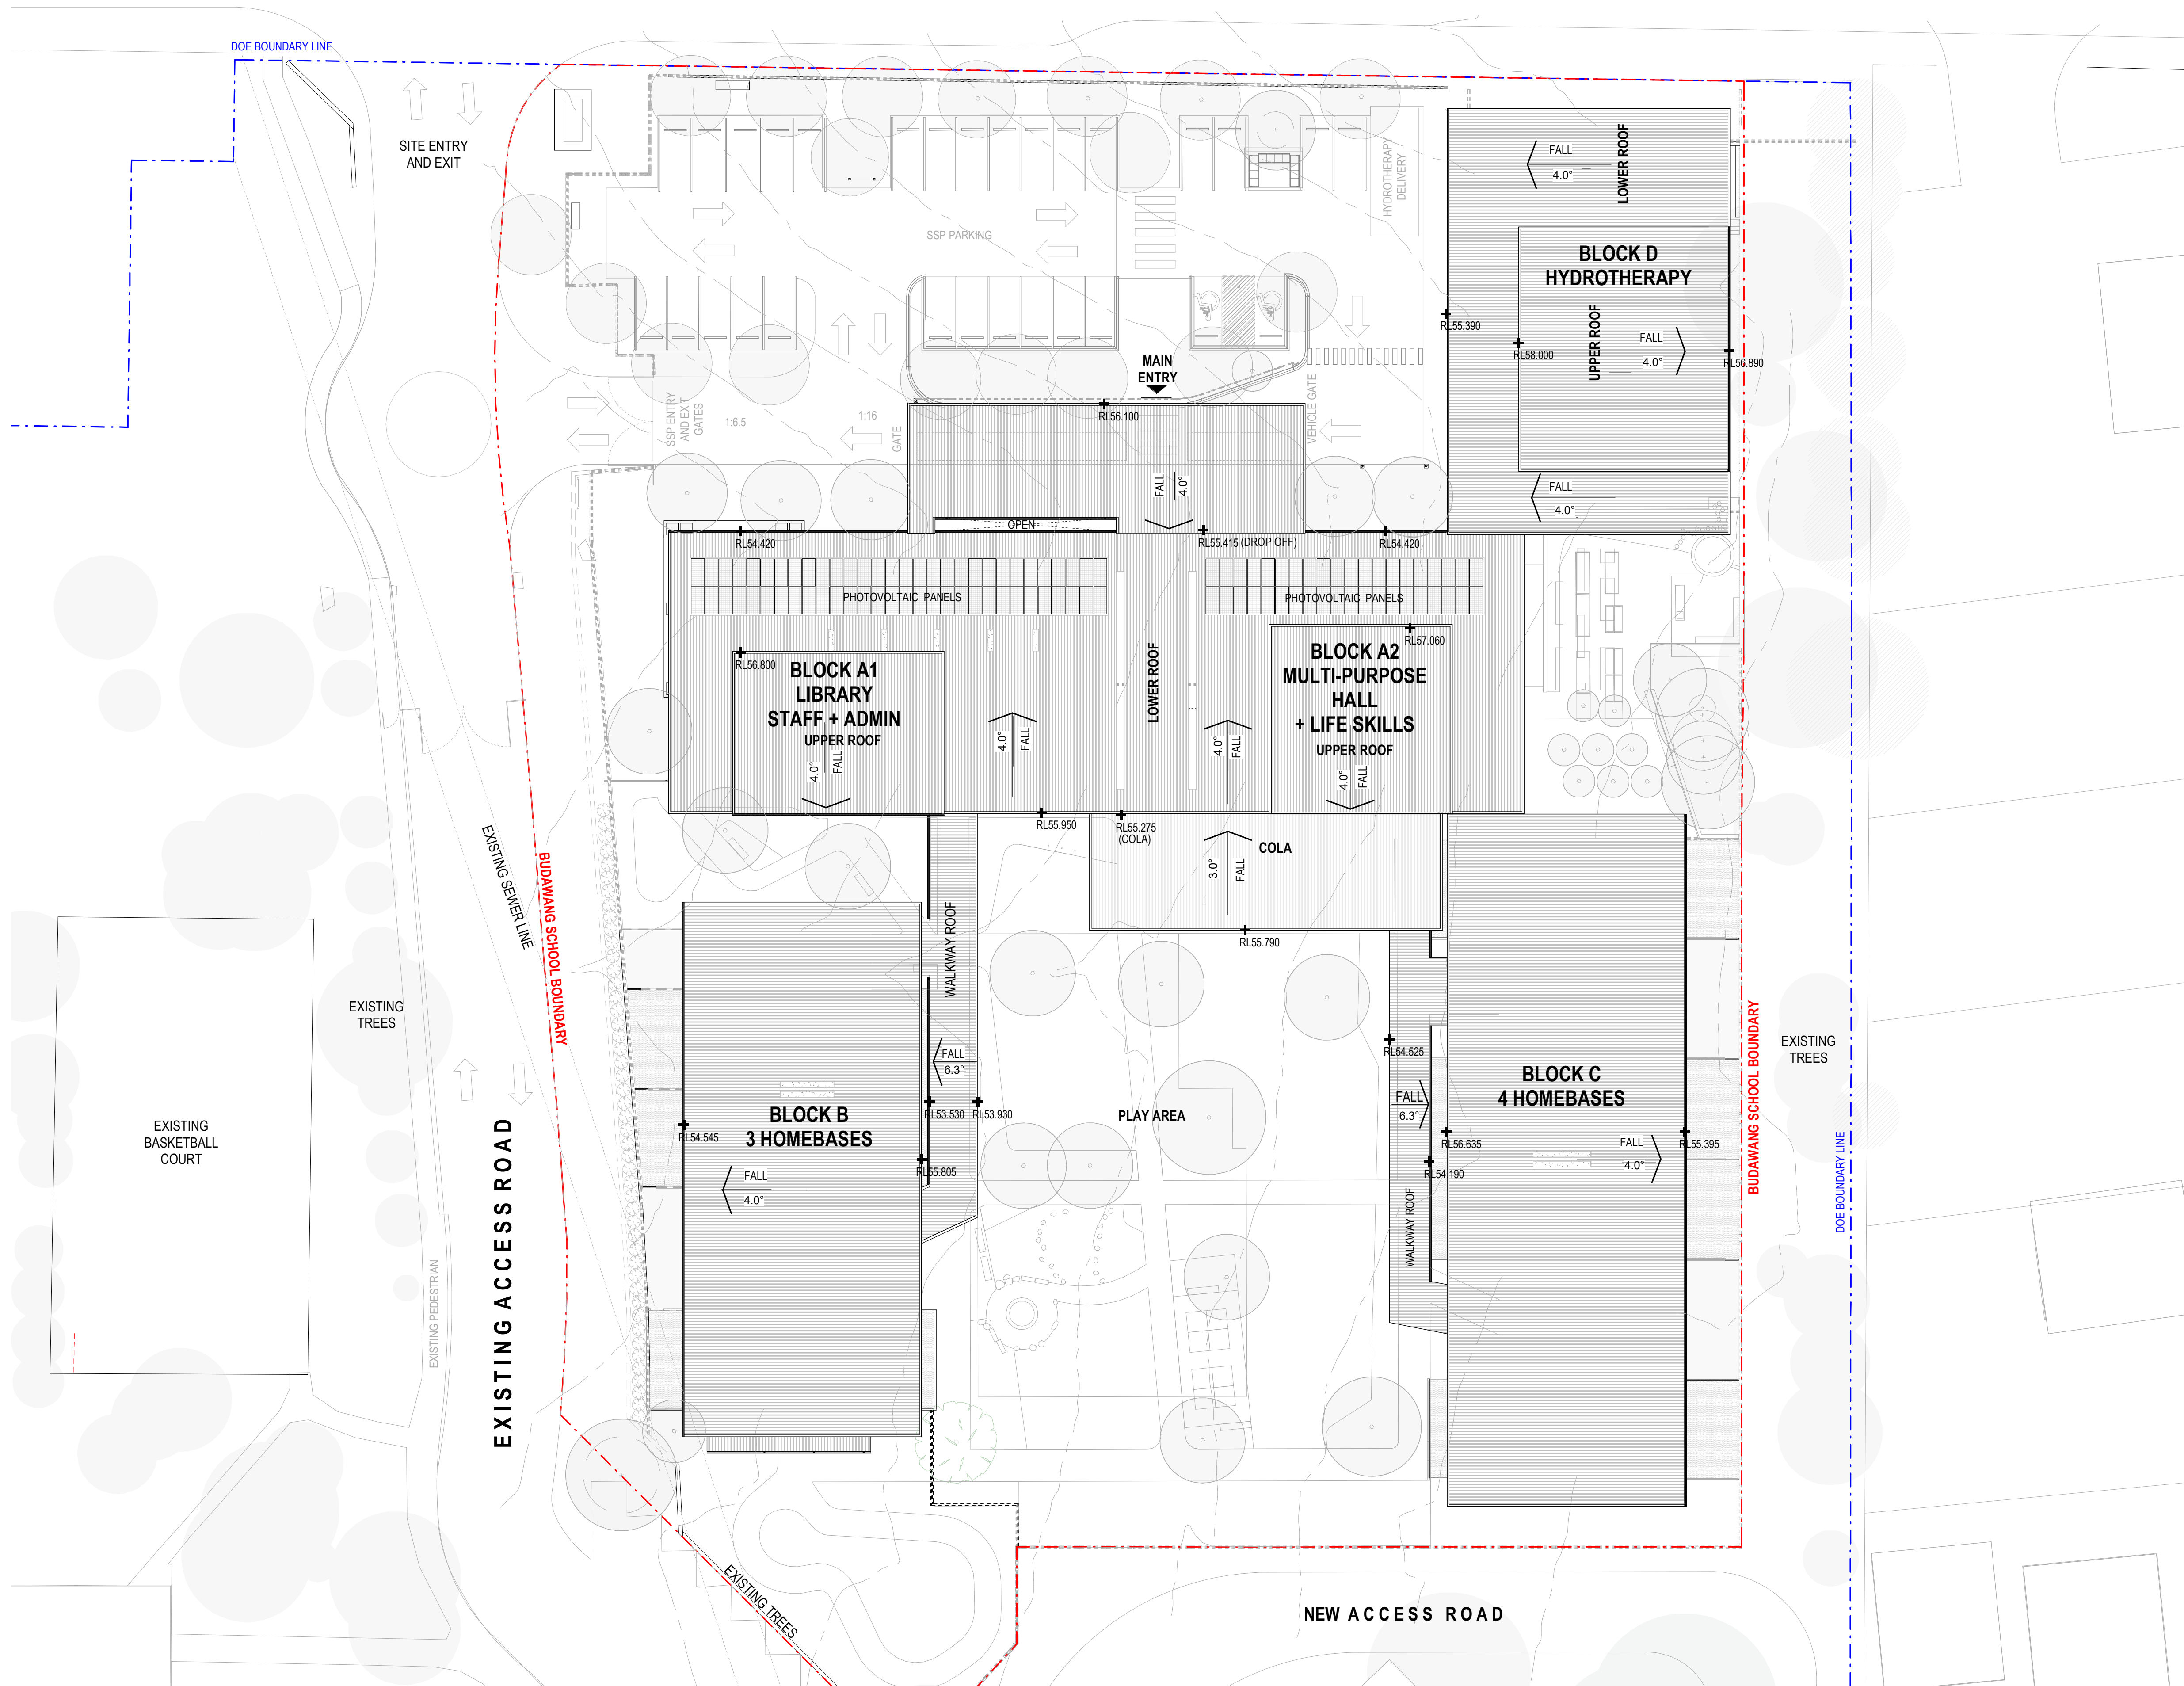 DOE BOUNDARY LINE
SITE ENTRY
AND EXIT
HYDROTHERAPY
DELIVERY
SSP PARKING
FALL
4.0°
LOWER ROOF
BLOCK D
HYDROTHERAPY
UPPER ROOF
FALL
4.0°
RL55.390
RL58.000
RL56.890
FALL
4.0°
MAIN
ENTRY
RL56.100
SSP ENTRY
AND EXIT
GATES
1:6.5
1:16
GATE
VEHICLE GATE
FALL
4.0°
OPEN
RL54.420
RL55.415 (DROP OFF)
RL54.420
PHOTOVOLTAIC PANELS
PHOTOVOLTAIC PANELS
RL56.800
BLOCK A1
LIBRARY
STAFF + ADMIN
UPPER ROOF
4.0°
FALL
4.0°
FALL
LOWER ROOF
4.0°
FALL
RL57.060
BLOCK A2
MULTI-PURPOSE
HALL
+ LIFE SKILLS
UPPER ROOF
4.0°
FALL
RL55.950
RL55.275
(COLA)
COLA
3.0°
FALL
RL55.790
EXISTING SEWER LINE
BUDAWANG SCHOOL BOUNDARY
WALKWAY ROOF
FALL
6.3°
RL53.530
RL53.930
EXISTING
TREES
EXISTING
BASKETBALL
COURT
EXISTING PEDESTRIAN
EXISTING ACCESS ROAD
RL54.545
BLOCK B
3 HOMEBASES
RL55.805
FALL
4.0°
PLAY AREA
RL54.525
FALL
6.3°
RL54.190
WALKWAY ROOF
BLOCK C
4 HOMEBASES
RL56.635
FALL
4.0°
RL55.395
BUDAWANG SCHOOL BOUNDARY
EXISTING
TREES
DOE BOUNDARY LINE
EXISTING TREES
NEW ACCESS ROAD